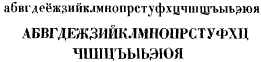 абвгдеёжзийклмнопрстуфхцчшщъыьэюя
АБВГДЕЖЗИЙКЛМНОПРСТУФХЦ
ЧШЩЪЫЬЭЮЯ